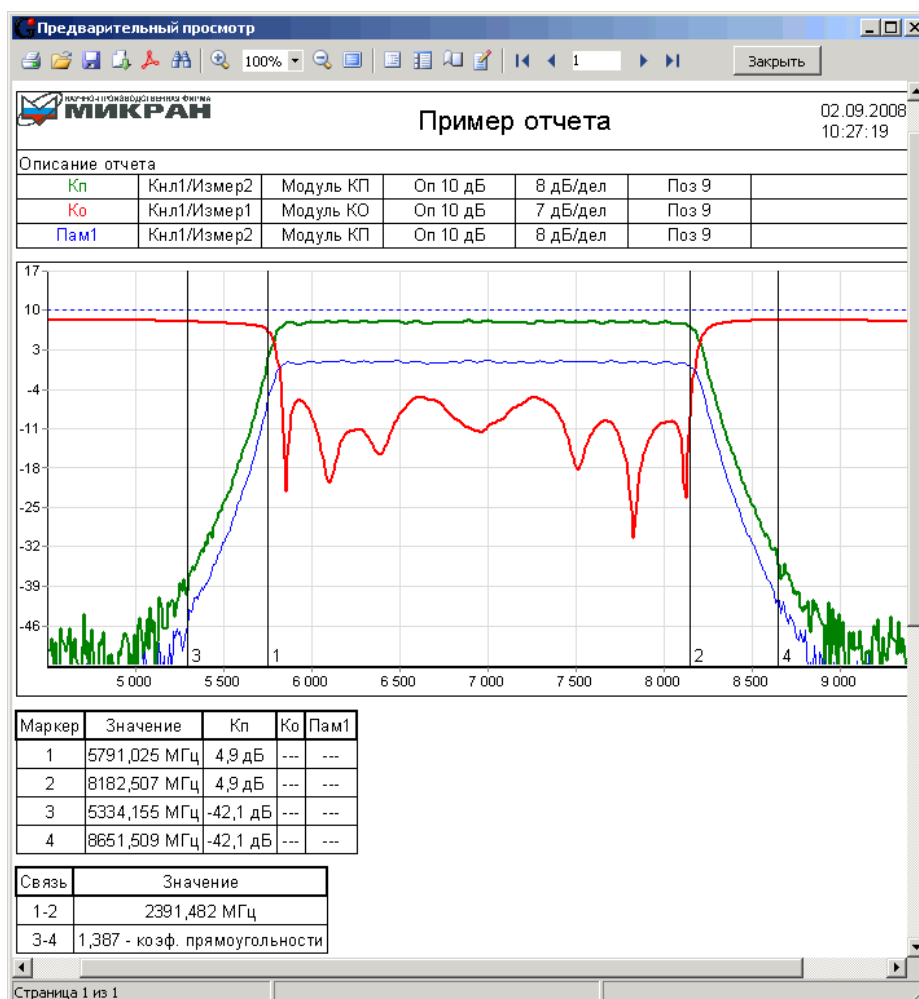 Предварительный просмотр
100% 1 Закрыть
НАУЧНО-ПРОИЗВОДСТВЕННАЯ ФИРМА
МИКРАН
Пример отчета
02.09.2008
10:27:19
Описание отчета
Кп Кнл1/Измер2 Модуль КП Оп 10 дБ 8 дБ/дел Поз 9
Ко Кнл1/Измер1 Модуль КО Оп 10 дБ 7 дБ/дел Поз 9
Пам1 Кнл1/Измер2 Модуль КП Оп 10 дБ 8 дБ/дел Поз 9
17
10
3
-4
-11
-18
-25
-32
-39
-46
3 1 2 4
5 000 5 500 6 000 6 500 7 000 7 500 8 000 8 500 9 000
Маркер Значение Кп Ко Пам1
1 5791,025 МГц 4,9 дБ --- ---
2 8182,507 МГц 4,9 дБ --- ---
3 5334,155 МГц -42,1 дБ --- ---
4 8651,509 МГц -42,1 дБ --- ---
Связь Значение
1-2 2391,482 МГц
3-4 1,387 - коэф. прямоугольности
Страница 1 из 1